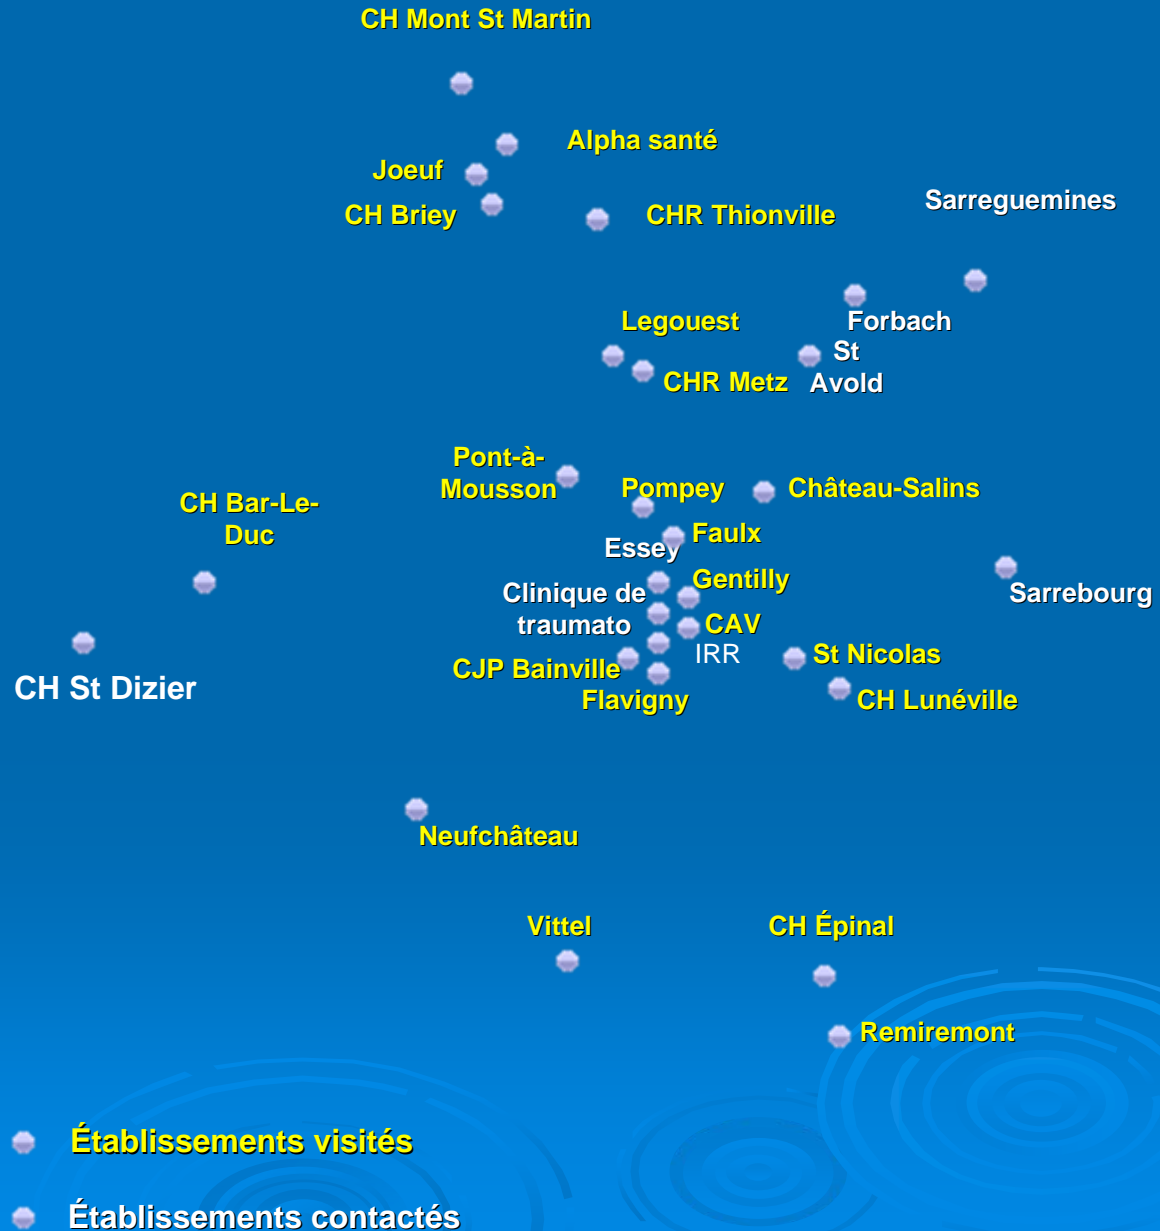 CH Mont St Martin
Alpha santé
Joeuf
Sarreguemines
CH Briey
CHR Thionville
Legouest
Forbach
St
Avold
CHR Metz
Pont-à-
Mousson
Pompey
Château-Salins
CH Bar-Le-
Duc
Faulx
Essey
Gentilly
Clinique de
traumato
Sarrebourg
CAV
IRR
St Nicolas
CJP Bainville
CH St Dizier
Flavigny
CH Lunéville
Neufchâteau
Vittel
CH Épinal
Remiremont
Établissements visités
Établissements contactés